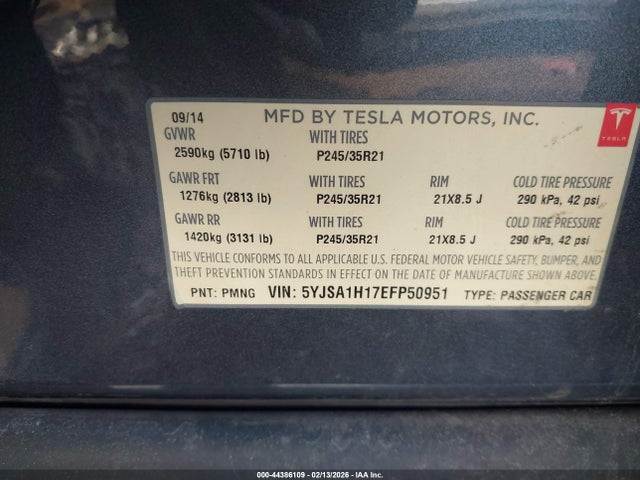 09/14 MFD BY TESLA MOTORS, INC.
GVWR WITH TIRES
2590kg (5710 lb) P245/35R21
GAWR FRT WITH TIRES RIM COLD TIRE PRESSURE
1276kg (2813 lb) P245/35R21 21X8.5 J 290 kPa, 42 psi
GAWR RR WITH TIRES RIM COLD TIRE PRESSURE
1420kg (3131 lb) P245/35R21 21X8.5 J 290 kPa, 42 psi
THIS VEHICLE CONFORMS TO ALL APPLICABLE U.S. FEDERAL MOTOR VEHICLE SAFETY, BUMPER, AND
THEFT PREVENTION STANDARDS IN EFFECT ON THE DATE OF MANUFACTURE SHOWN ABOVE.
PNT: PMNG VIN: 5YJSA1H17EFP50951 TYPE: PASSENGER CAR
TESLA
000-44386109 - 02/13/2026 - IAA Inc.